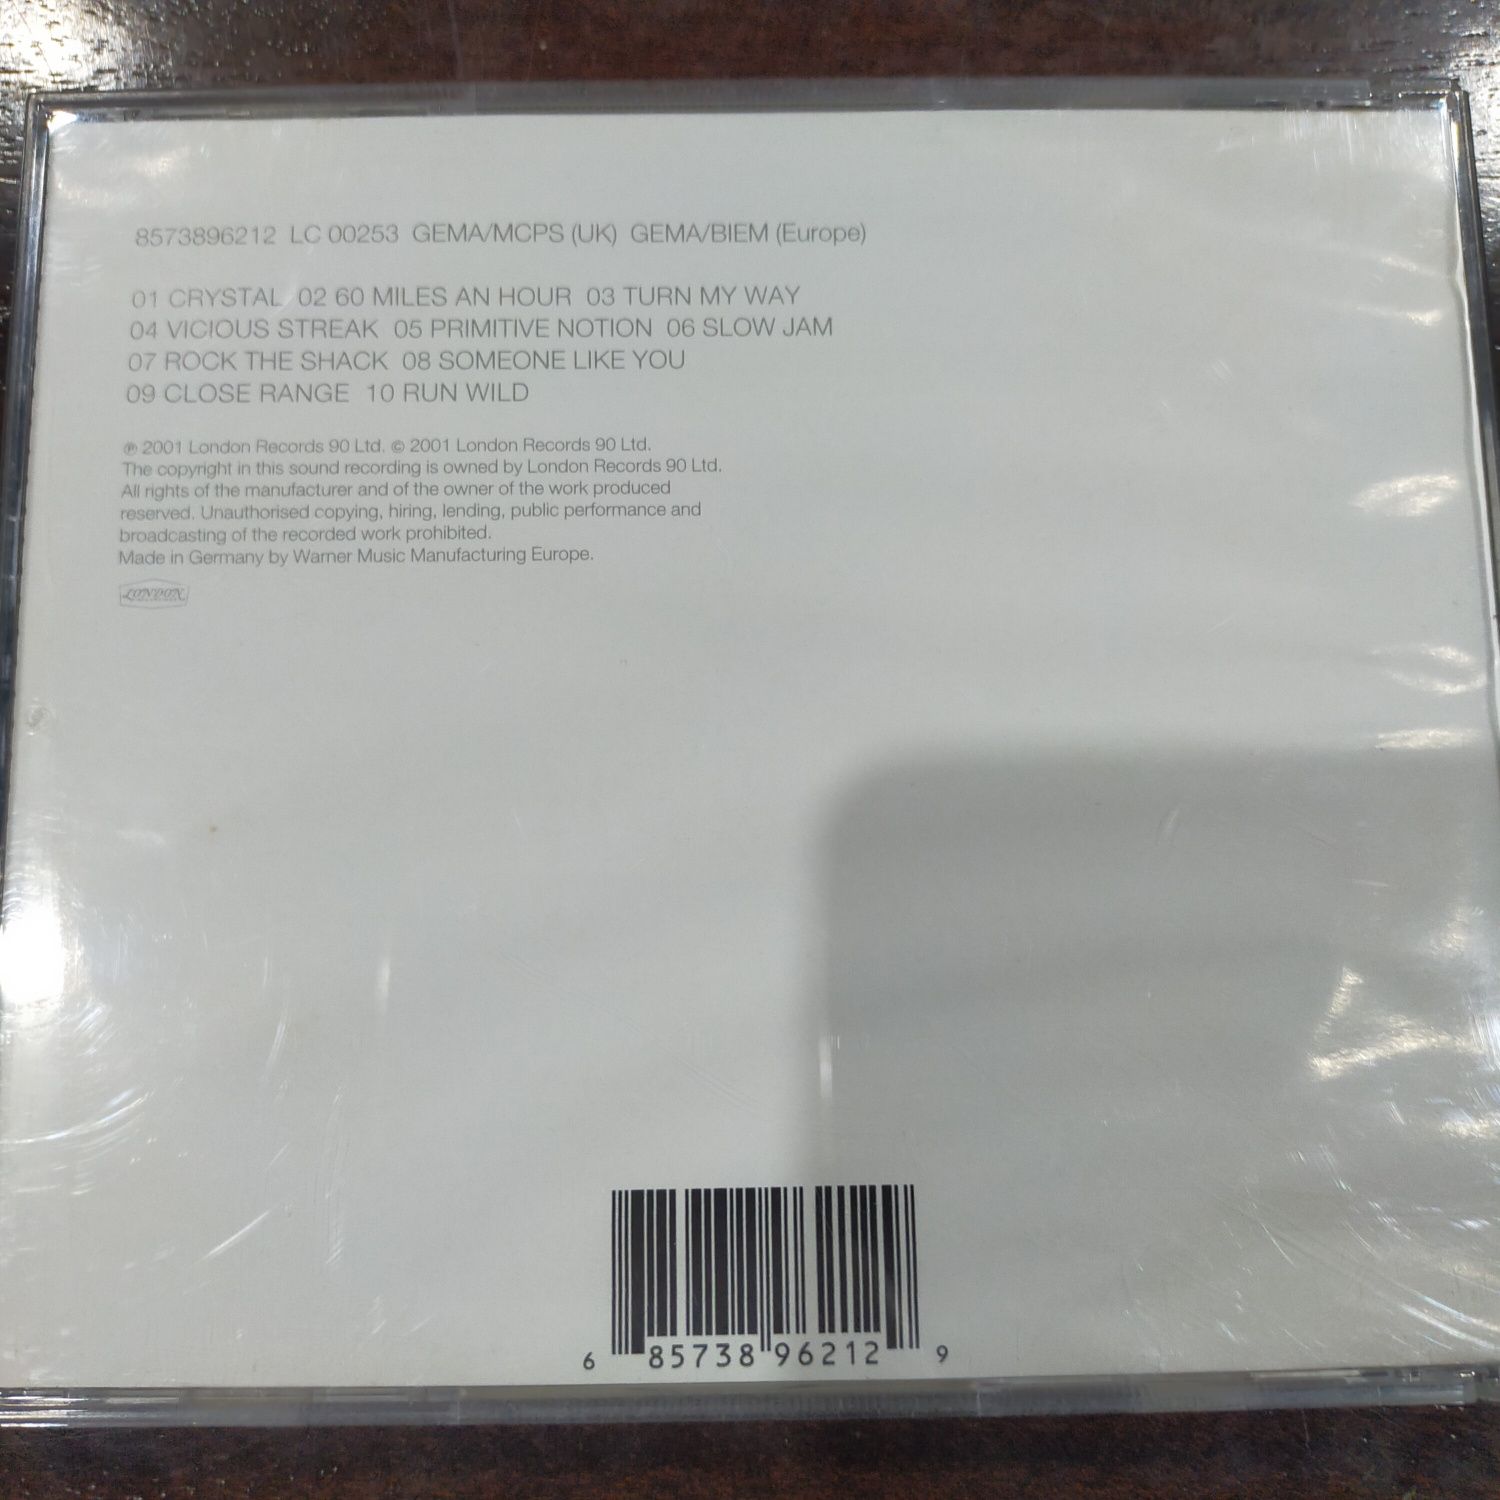 8573896212 LC 00253 GEMA/MCPS (UK) GEMA/BIEM (Europe)
01 CRYSTAL 02 60 MILES AN HOUR 03 TURN MY WAY
04 VICIOUS STREAK 05 PRIMITIVE NOTION 06 SLOW JAM
07 ROCK THE SHACK 08 SOMEONE LIKE YOU
09 CLOSE RANGE 10 RUN WILD
℗ 2001 London Records 90 Ltd. © 2001 London Records 90 Ltd.
The copyright in this sound recording is owned by London Records 90 Ltd.
All rights of the manufacturer and of the owner of the work produced
reserved. Unauthorised copying, hiring, lending, public performance and
broadcasting of the recorded work prohibited.
Made in Germany by Warner Music Manufacturing Europe.
LONDON
6 85738 96212 9